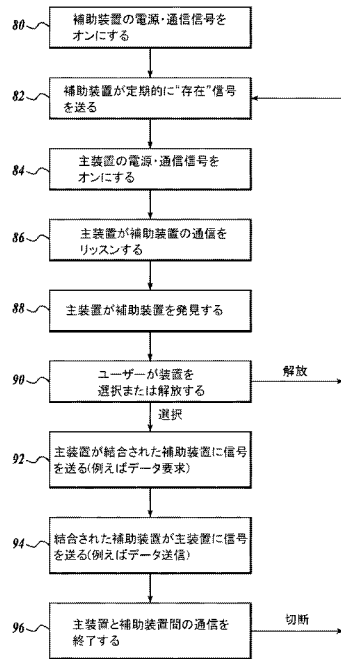 80
補助装置の電源・通信信号を
オンにする
82
補助装置が定期的に“存在”信号
を送る
84
主装置の電源・通信信号を
オンにする
86
主装置が補助装置の通信を
リッスンする
88
主装置が補助装置を発見する
90
ユーザーが装置を
選択または解放する
解放
選択
92
主装置が結合された補助装置に信号
を送る(例えばデータ要求)
94
結合された補助装置が主装置に信号
を送る(例えばデータ送信)
96
主装置と補助装置間の通信を
終了する
切断